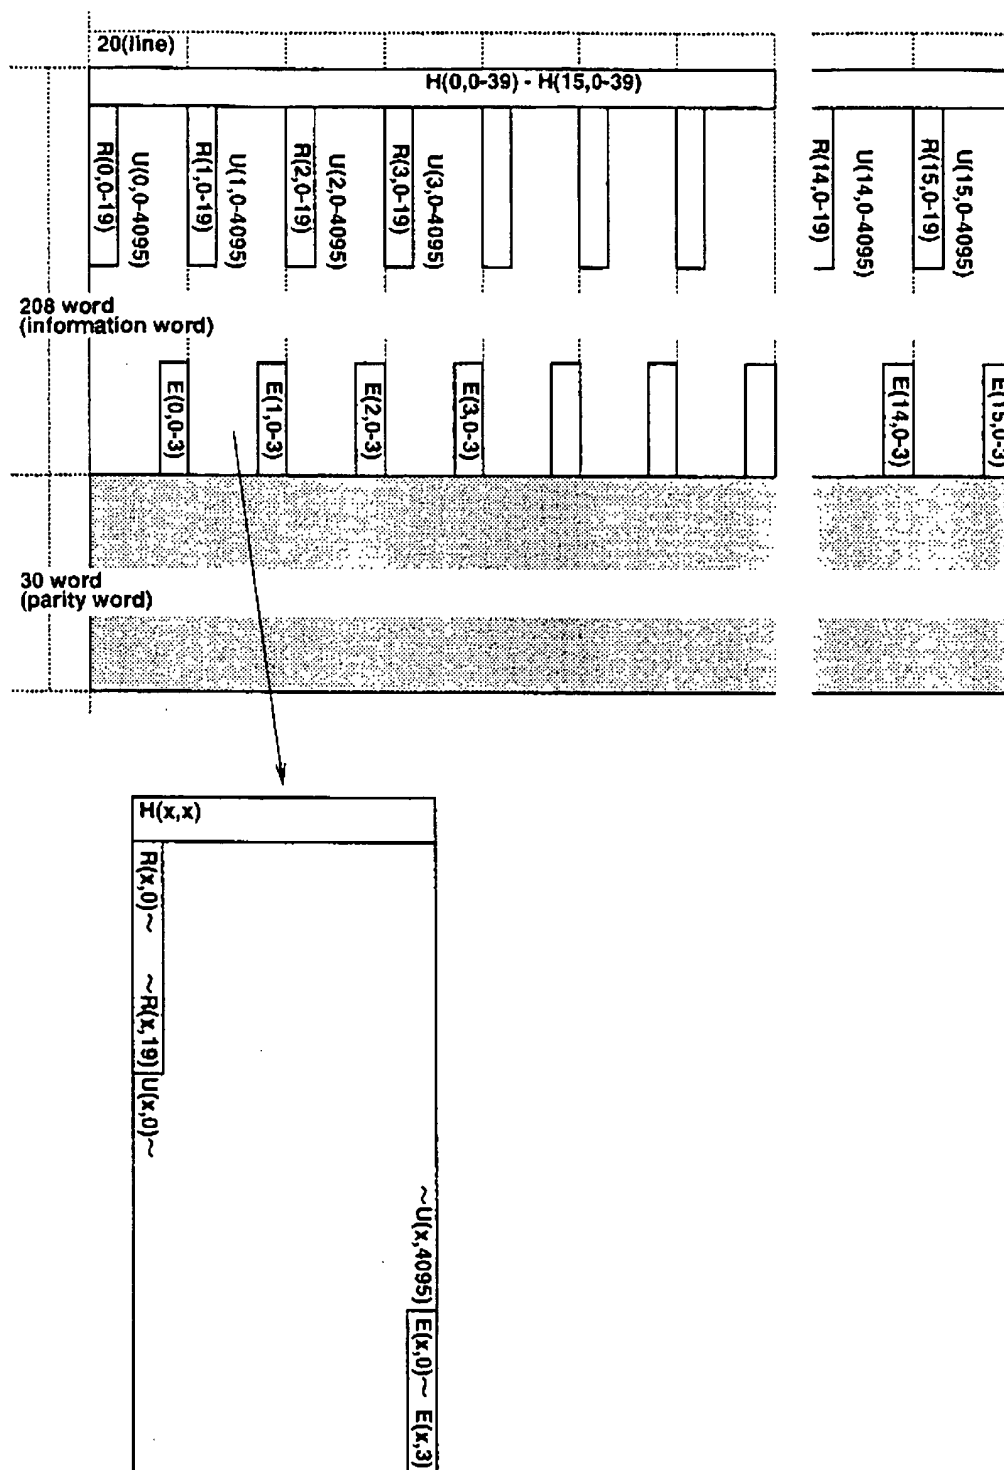 20(line)
H(0,0-39) - H(15,0-39)
R(0,0-19)
U(0,0-4095)
R(1,0-19)
U(1,0-4095)
R(2,0-19)
U(2,0-4095)
R(3,0-19)
U(3,0-4095)
R(14,0-19)
U(14,0-4095)
R(15,0-19)
U(15,0-4095)
208 word
(information word)
E(0,0-3)
E(1,0-3)
E(2,0-3)
E(3,0-3)
E(14,0-3)
E(15,0-3)
30 word
(parity word)
H(x,x)
R(x,0)~ ~R(x,19) U(x,0)~
~U(x,4095) E(x,0)~ E(x,3)